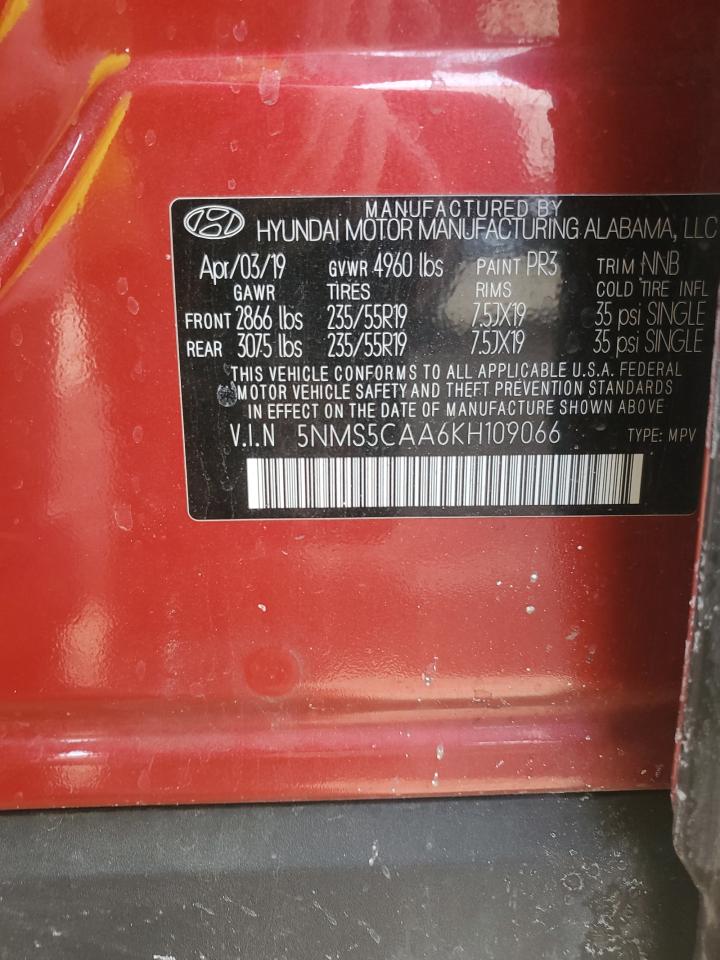 MANUFACTURED BY
HYUNDAI MOTOR MANUFACTURING ALABAMA, LLC
Apr/03/19 GVWR 4960 lbs PAINT PR3 TRIM NNB
GAWR TIRES RIMS COLD TIRE INFL
FRONT 2866 lbs 235/55R19 7.5JX19 35 psi SINGLE
REAR 3075 lbs 235/55R19 7.5JX19 35 psi SINGLE
THIS VEHICLE CONFORMS TO ALL APPLICABLE U.S.A. FEDERAL
MOTOR VEHICLE SAFETY AND THEFT PREVENTION STANDARDS
IN EFFECT ON THE DATE OF MANUFACTURE SHOWN ABOVE
V.I.N 5NMS5CAA6KH109066 TYPE: MPV